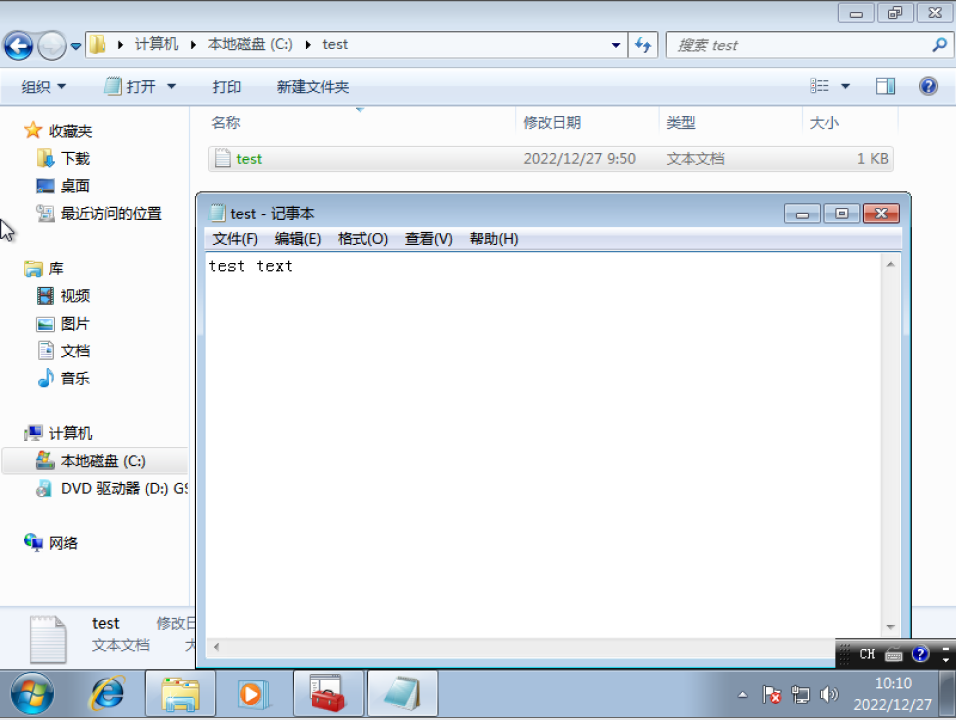 计算机 本地磁盘 (C:) test 搜索 test
组织 打开 打印 新建文件夹
收藏夹
下载
桌面
最近访问的位置
库
视频
图片
文档
音乐
计算机
本地磁盘 (C:)
DVD 驱动器 (D:) GS
网络
名称 修改日期 类型 大小
test 2022/12/27 9:50 文本文档 1 KB
test - 记事本
文件(F) 编辑(E) 格式(O) 查看(V) 帮助(H)
test text
test 修改日
文本文档
CH
10:10
2022/12/27